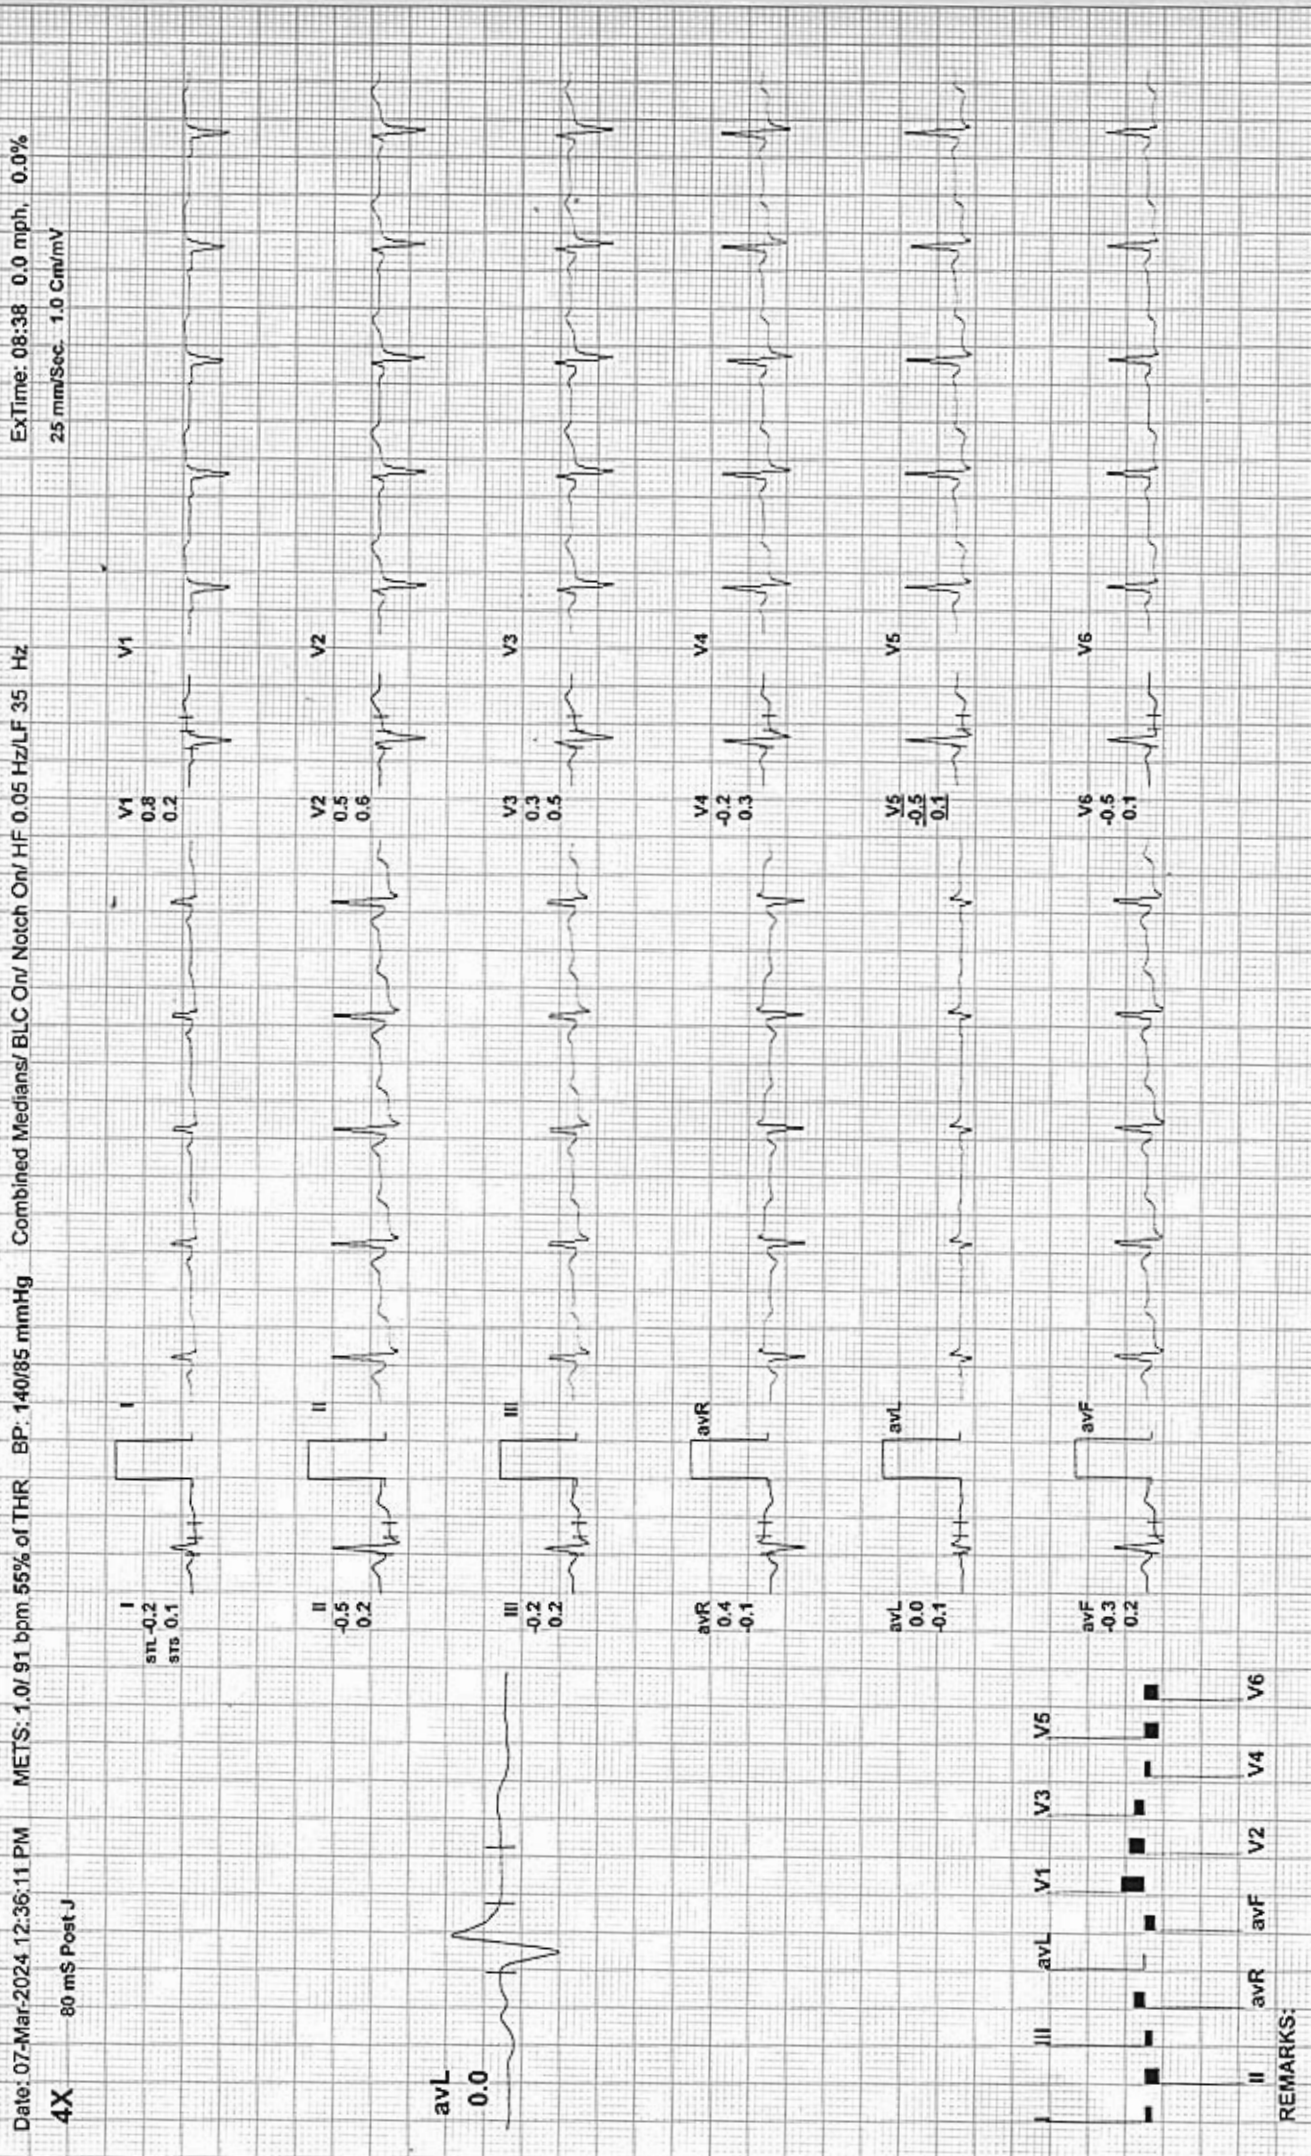 Date: 07-Mar-2024 12:36:11 PM METS: 1.0/ 91 bpm 55% of THR BP: 140/85 mmHg Combined Medians/ BLC On/ Notch On/ HF 0.05 Hz/LF 35 Hz ExTime: 08:38 0.0 mph, 0.0%
4X 80 mS Post J 25 mm/Sec. 1.0 Cm/mV
I I V1 V1
STL -0.2 0.8
STS 0.1 0.2
II II V2 V2
-0.5 0.5
0.2 0.6
avL
0.0
III III V3 V3
-0.2 0.3
0.2 0.5
avR avR V4 V4
0.4 -0.2
-0.1 0.3
avL avL V5 V5
0.0 -0.5
-0.1 0.1
avF avF V6 V6
-0.3 -0.5
0.2 0.1
I III avL V1 V3 V5
II avR avF V2 V4 V6
REMARKS: